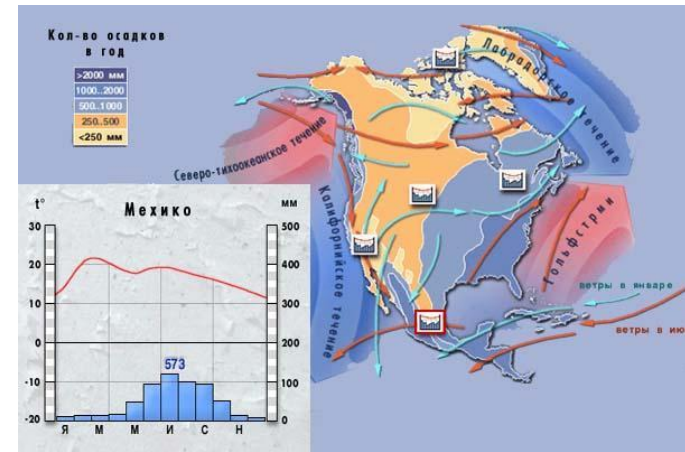 Кол-во осадков
в год
>2000 мм
1000..2000
500..1000
250..500
<250 мм
Лабрадорское течение
Северо-тихоокеанское течение
Калифорнийское течение
Гольфстрим
ветры в январе
ветры в ию
t°
Мехико
мм
30
20
10
0
-10
-20
500
400
300
200
100
0
573
Я М М И С Н